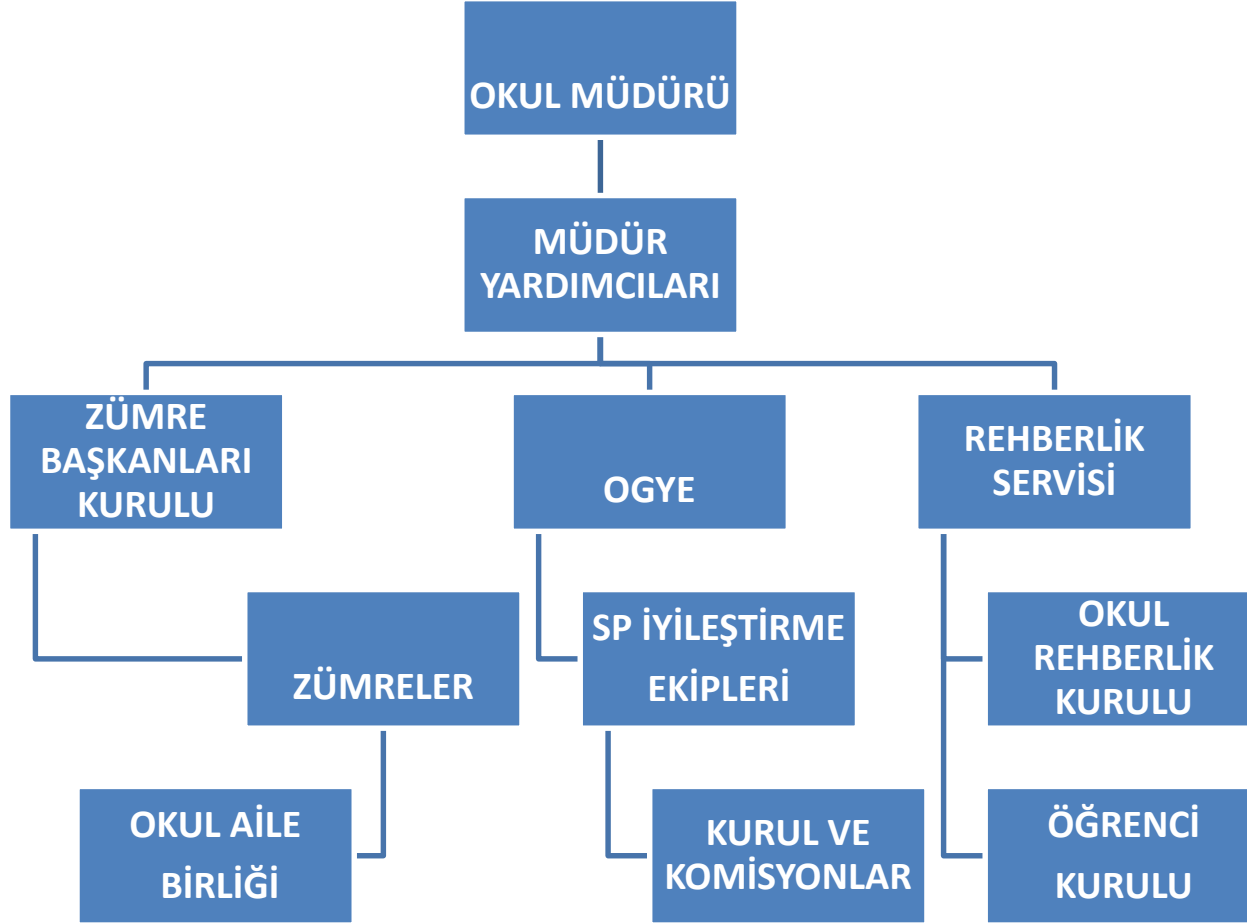 OKUL MÜDÜRÜ
MÜDÜR
YARDIMCILARI
ZÜMRE
BAŞKANLARI
KURULU
OGYE
REHBERLİK
SERVİSİ
ZÜMRELER
SP İYİLEŞTİRME
EKİPLERİ
OKUL
REHBERLİK
KURULU
OKUL AİLE
BİRLİĞİ
KURUL VE
KOMİSYONLAR
ÖĞRENCİ
KURULU